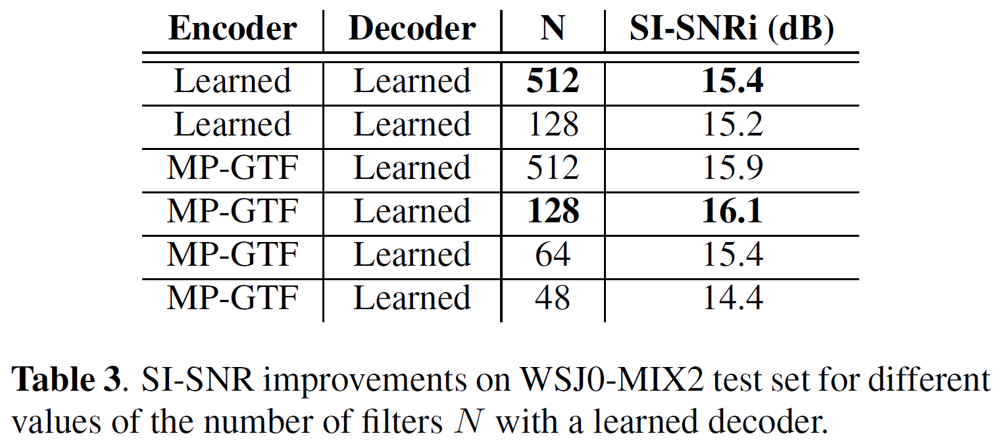 Encoder Decoder N SI-SNRi (dB)
Learned Learned 512 15.4
Learned Learned 128 15.2
MP-GTF Learned 512 15.9
MP-GTF Learned 128 16.1
MP-GTF Learned 64 15.4
MP-GTF Learned 48 14.4
Table 3. SI-SNR improvements on WSJ0-MIX2 test set for different
values of the number of filters N with a learned decoder.